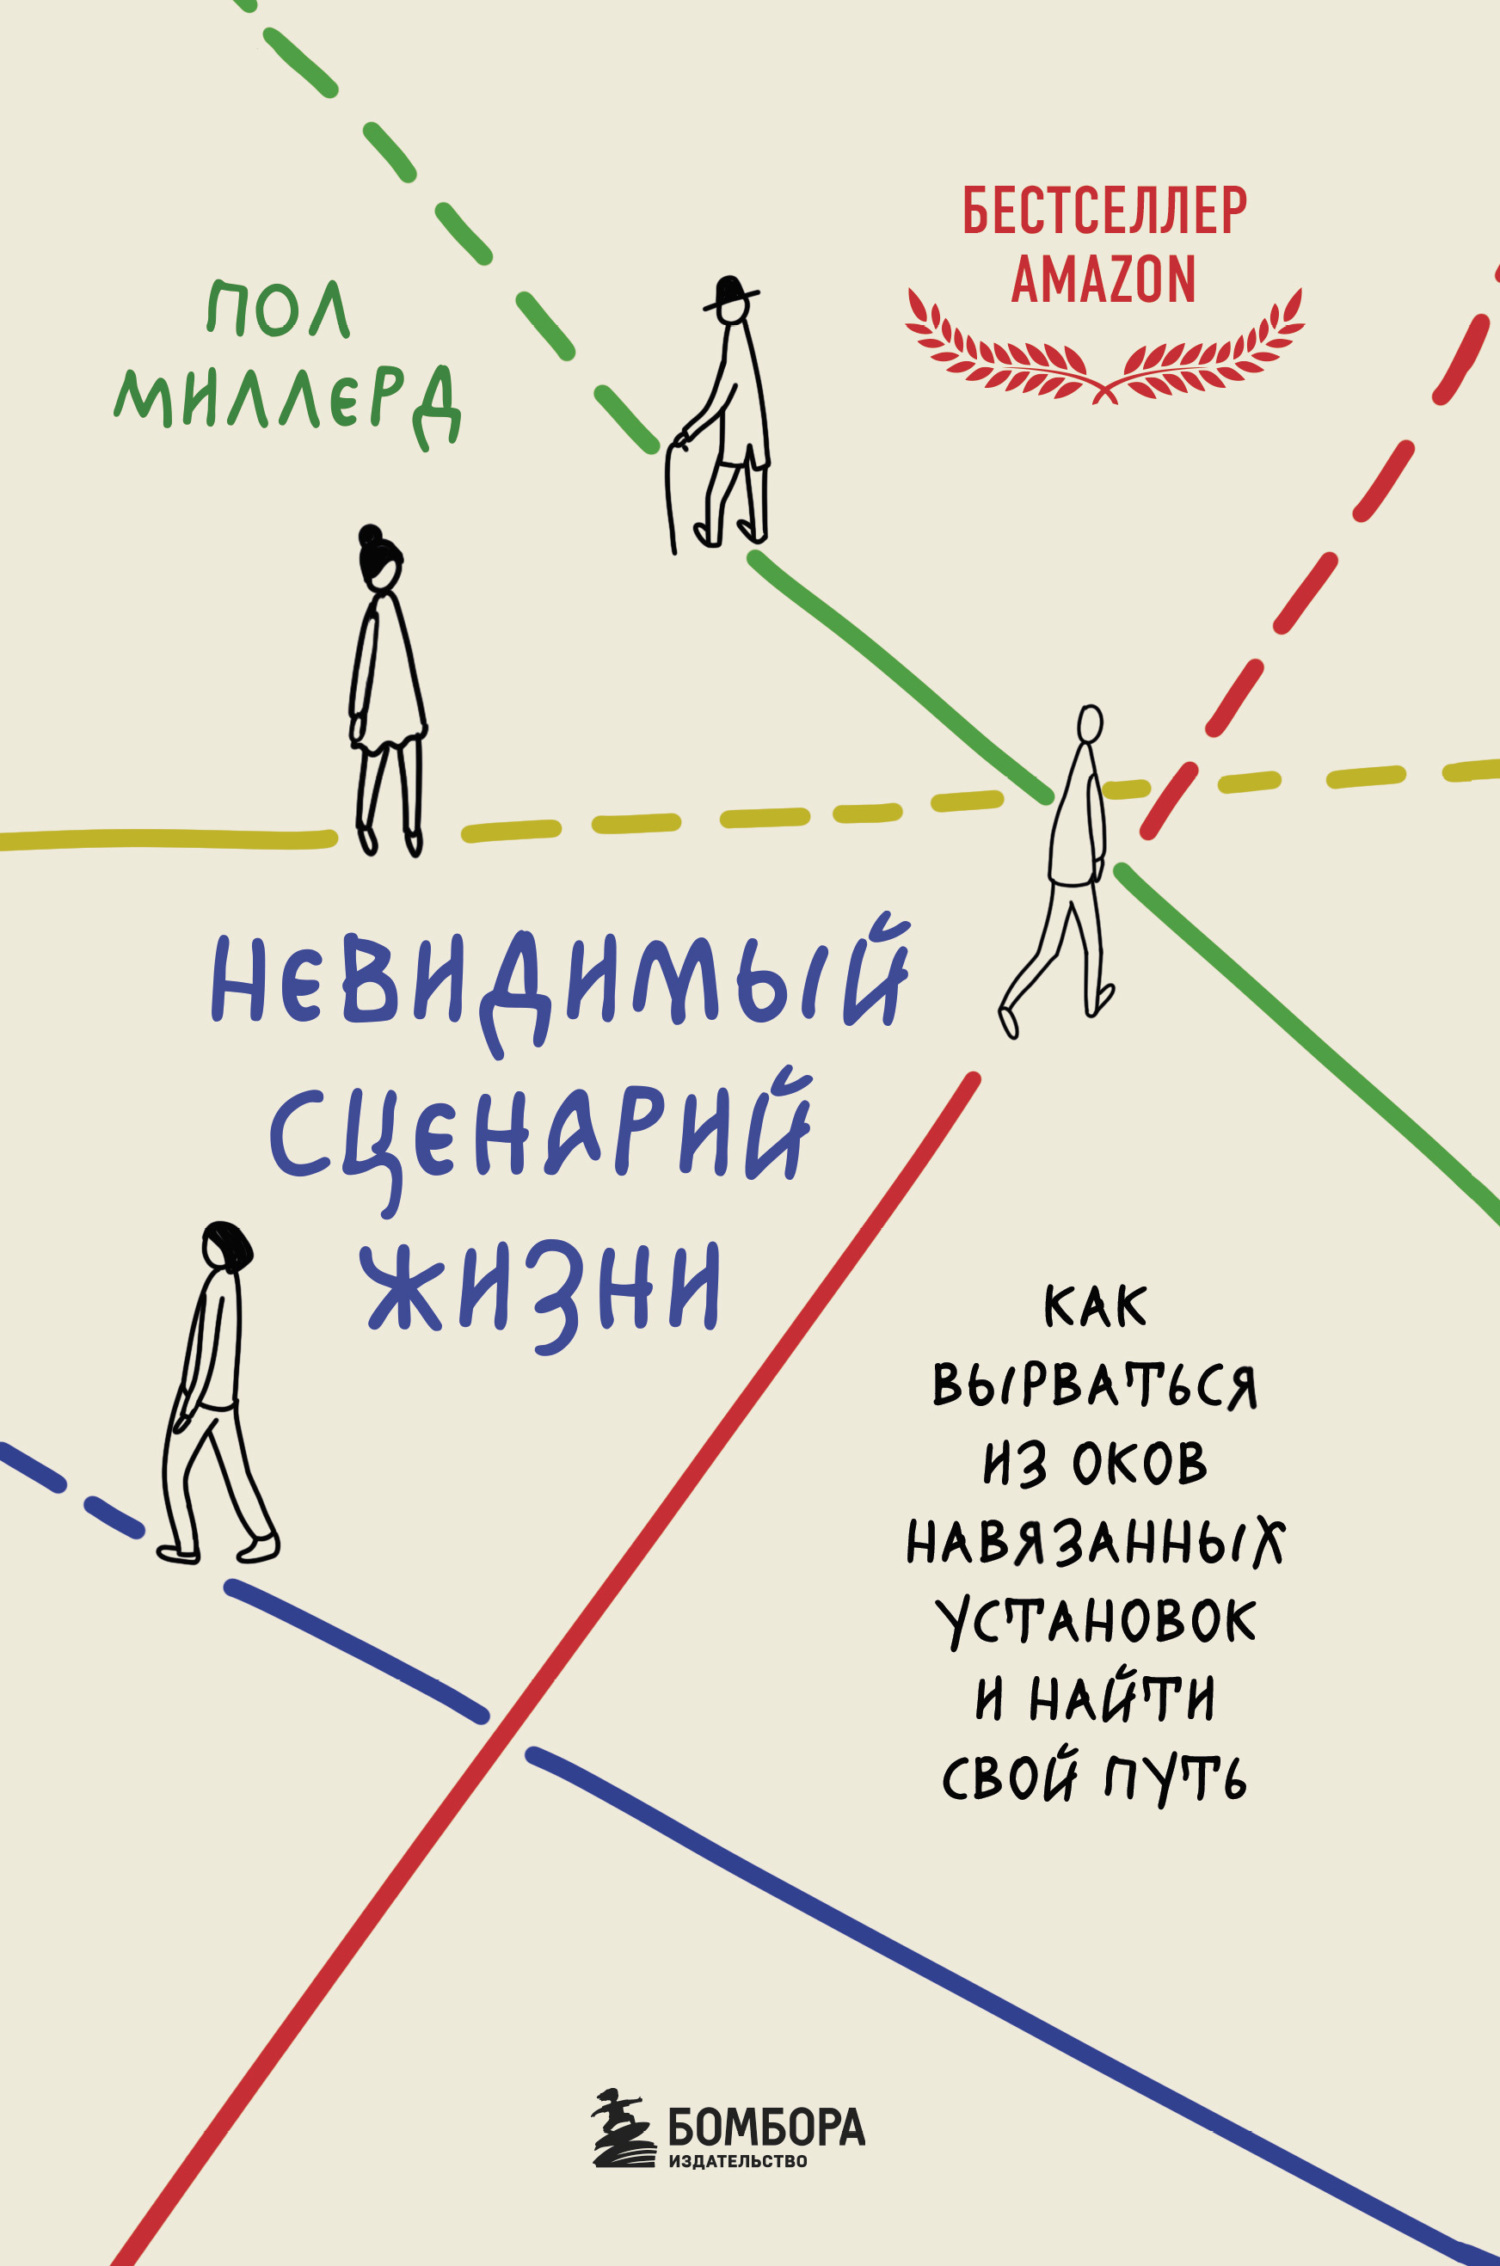 БЕСТСЕЛЛЕР
AMAZON
ПОЛ
МИЛЛЕРД
НЕВИДИМЫЙ
СЦЕНАРИЙ
ЖИЗНИ
КАК
ВЫРВАТЬСЯ
ИЗ ОКОВ
НАВЯЗАННЫХ
УСТАНОВОК
И НАЙТИ
СВОЙ ПУТЬ
БОМБОРА
ИЗДАТЕЛЬСТВО